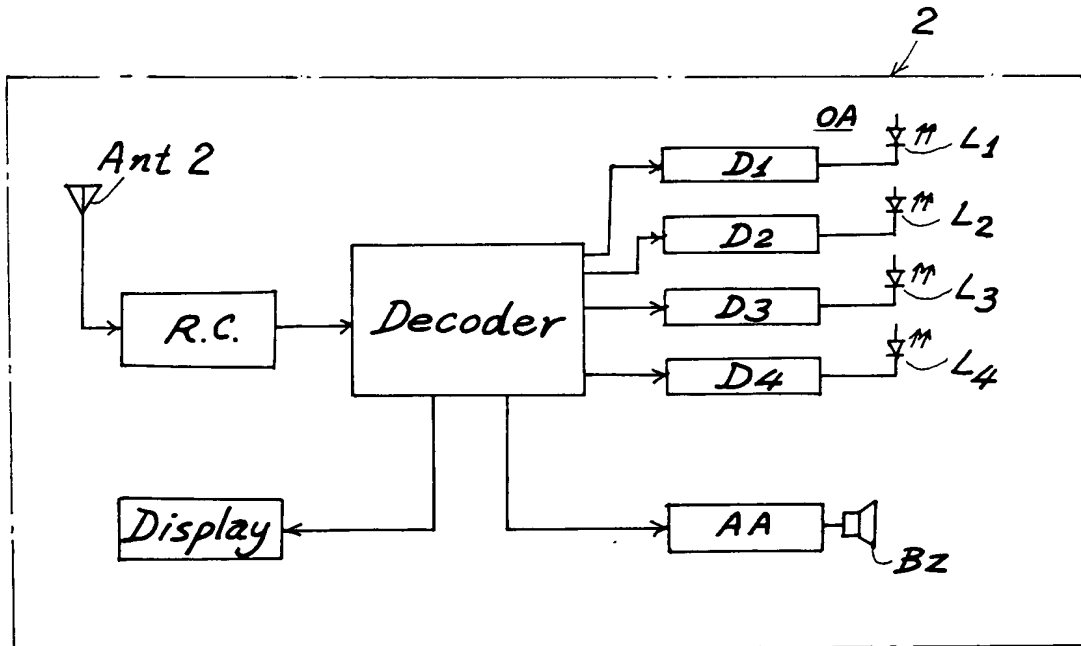 2
OA
Ant 2
D1
L1
D2
L2
R.C.
Decoder
D3
L3
D4
L4
Display
AA
Bz